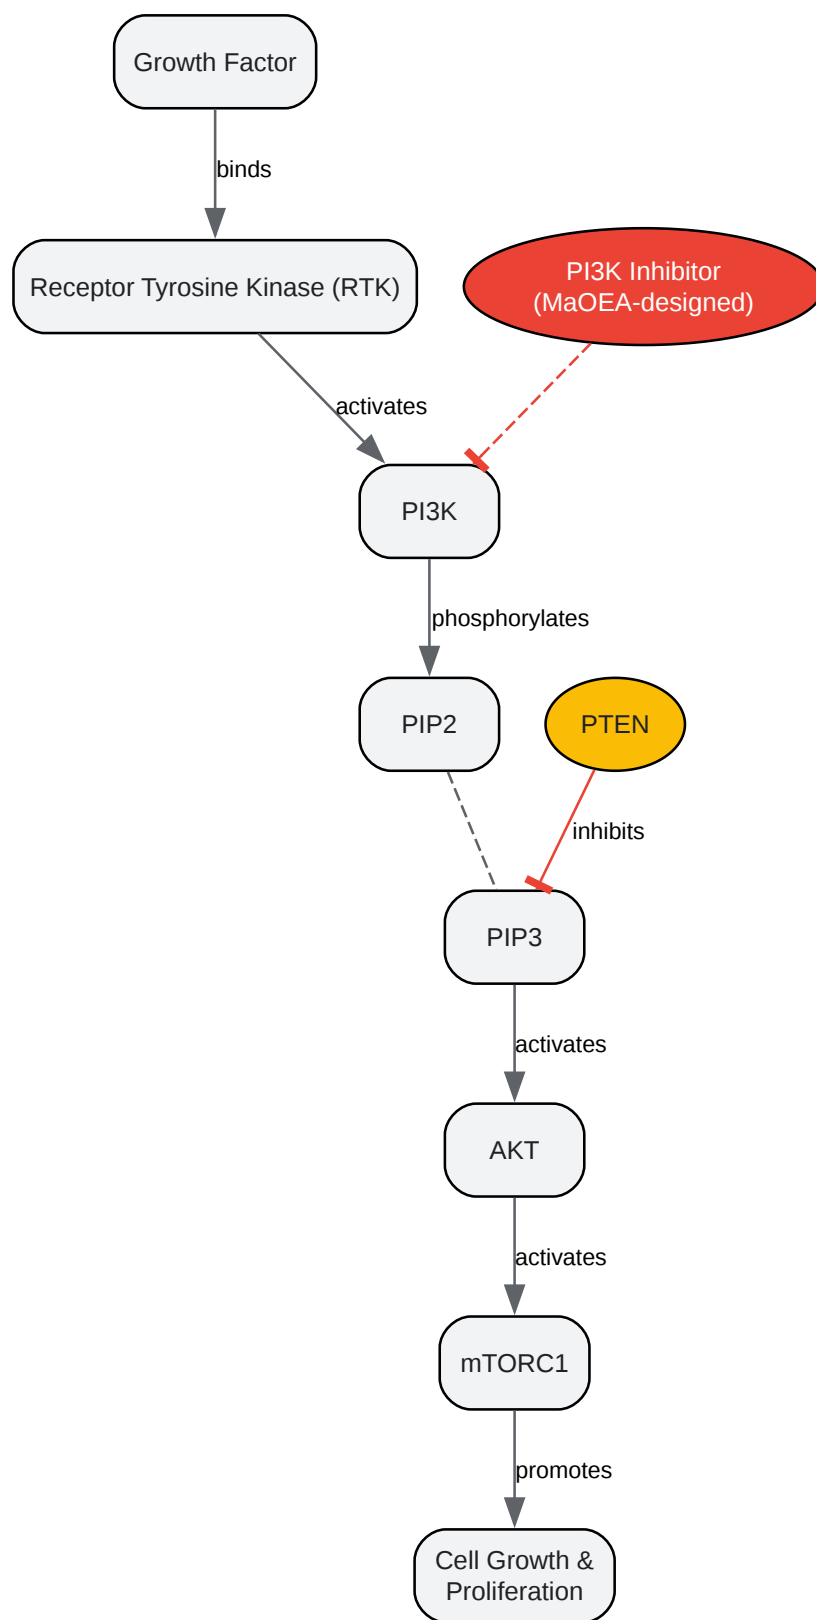 Growth Factor
binds
Receptor Tyrosine Kinase (RTK)
PI3K Inhibitor
(MaOEA-designed)
activates
PI3K
phosphorylates
PIP2
PTEN
inhibits
PIP3
activates
AKT
activates
mTORC1
promotes
Cell Growth &
Proliferation